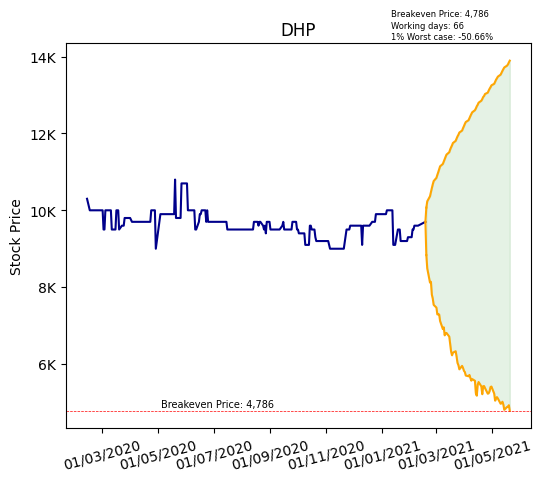 Breakeven Price: 4,786
Working days: 66
1% Worst case: -50.66%
DHP
14K
12K
10K
8K
6K
Stock Price
Breakeven Price: 4,786
01/03/2020
01/05/2020
01/07/2020
01/09/2020
01/11/2020
01/01/2021
01/03/2021
01/05/2021